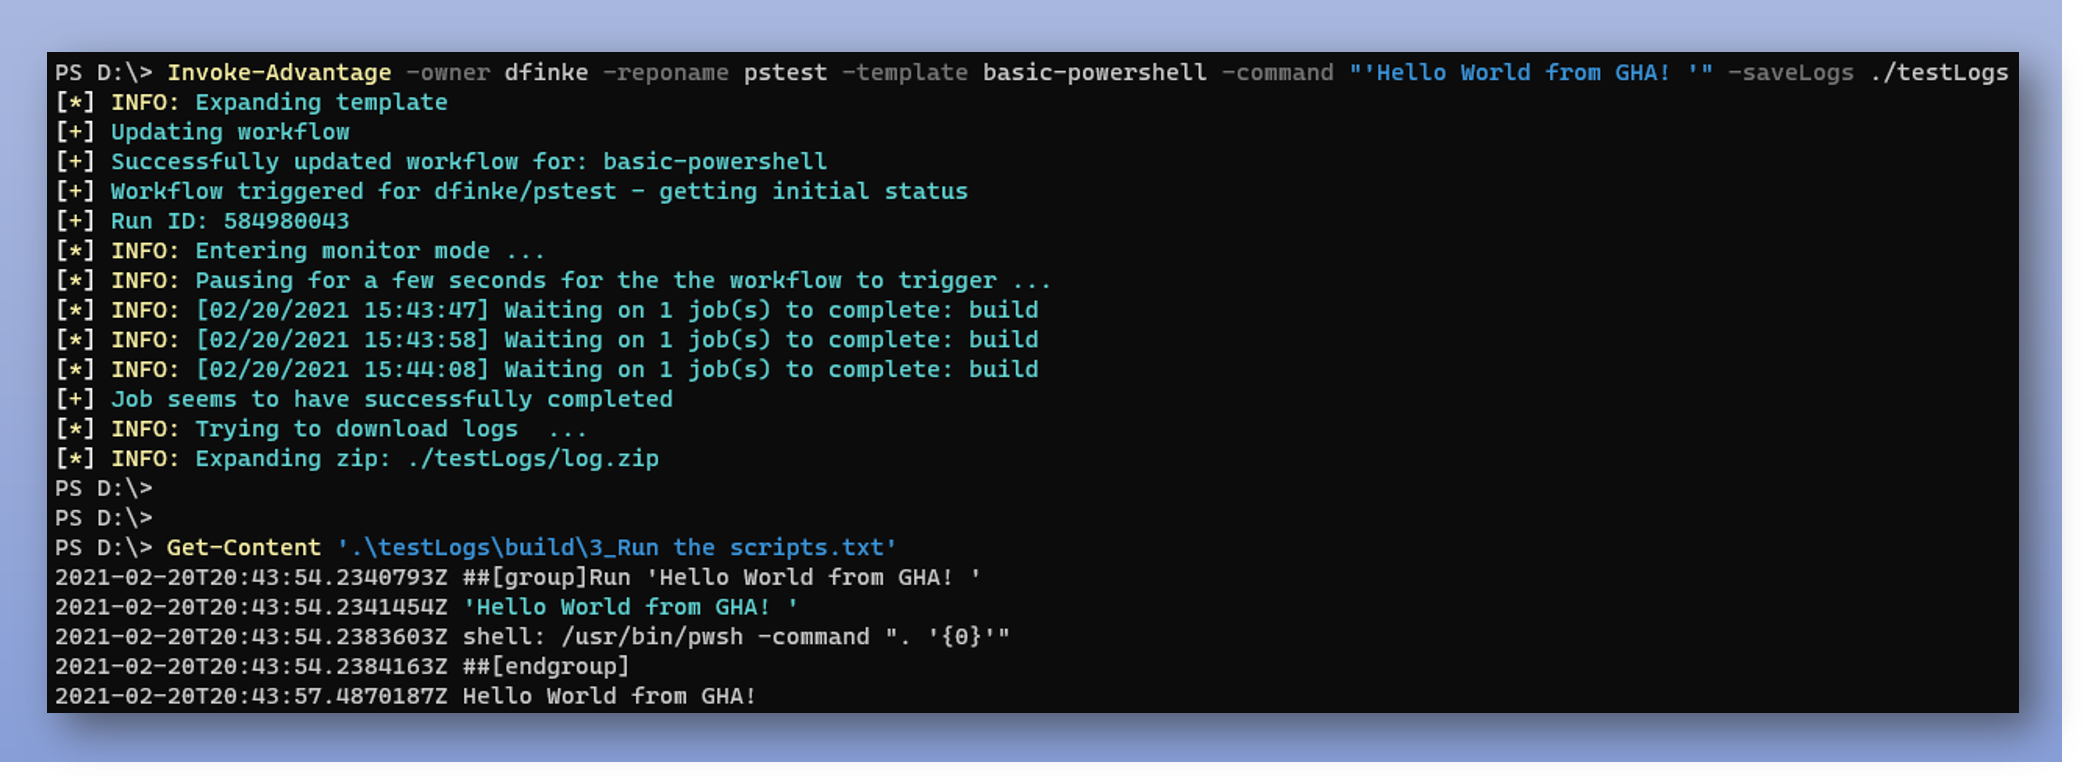 PS D:\> Invoke-Advantage -owner dfinke -reponame pstest -template basic-powershell -command "'Hello World from GHA! '" -saveLogs ./testLogs
[*] INFO: Expanding template
[+] Updating workflow
[+] Successfully updated workflow for: basic-powershell
[+] Workflow triggered for dfinke/pstest - getting initial status
[+] Run ID: 584980043
[*] INFO: Entering monitor mode ...
[*] INFO: Pausing for a few seconds for the the workflow to trigger ...
[*] INFO: [02/20/2021 15:43:47] Waiting on 1 job(s) to complete: build
[*] INFO: [02/20/2021 15:43:58] Waiting on 1 job(s) to complete: build
[*] INFO: [02/20/2021 15:44:08] Waiting on 1 job(s) to complete: build
[+] Job seems to have successfully completed
[*] INFO: Trying to download logs  ...
[*] INFO: Expanding zip: ./testLogs/log.zip
PS D:\>
PS D:\>
PS D:\> Get-Content '.\testLogs\build\3_Run the scripts.txt'
2021-02-20T20:43:54.2340793Z ##[group]Run 'Hello World from GHA! '
2021-02-20T20:43:54.2341454Z 'Hello World from GHA! '
2021-02-20T20:43:54.2383603Z shell: /usr/bin/pwsh -command ". '{0}'"
2021-02-20T20:43:54.2384163Z ##[endgroup]
2021-02-20T20:43:57.4870187Z Hello World from GHA!